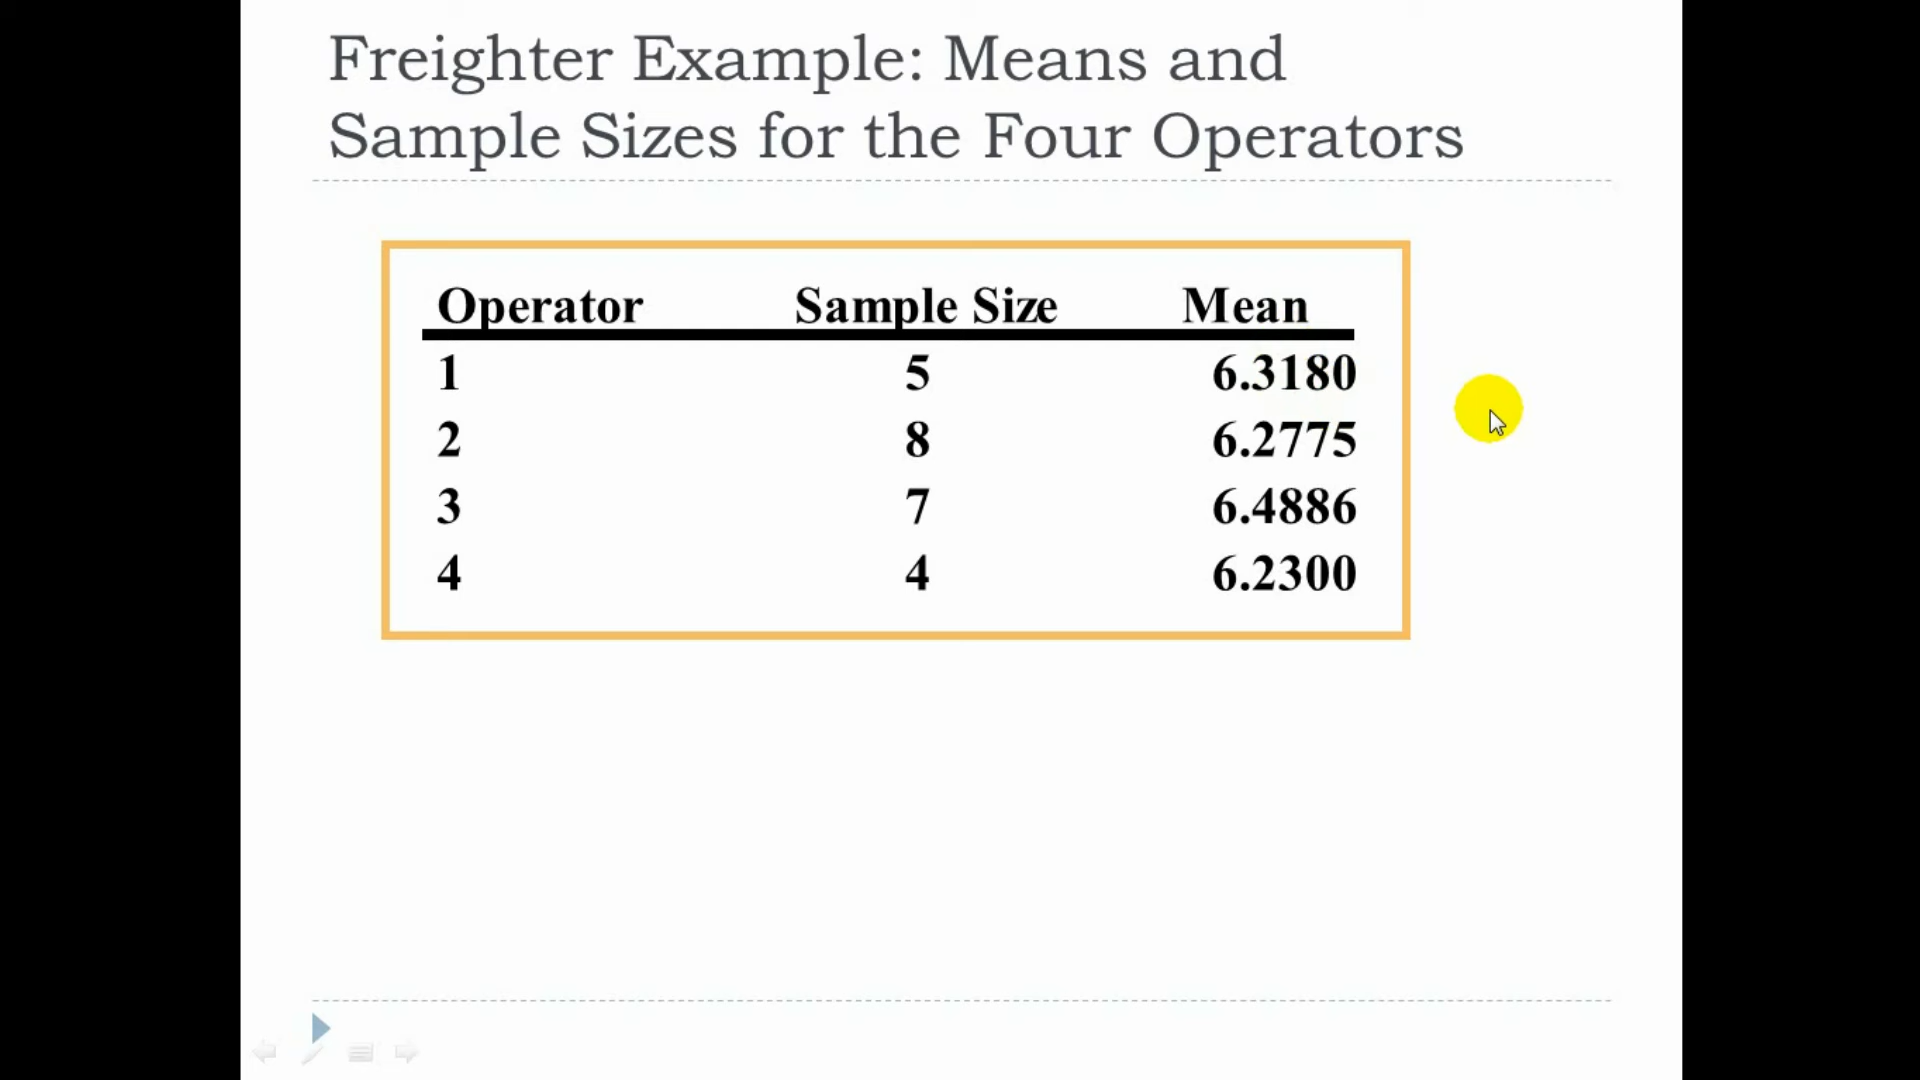 Freighter Example: Means and
Sample Sizes for the Four Operators
Operator Sample Size Mean
1 5 6.3180
2 8 6.2775
3 7 6.4886
4 4 6.2300